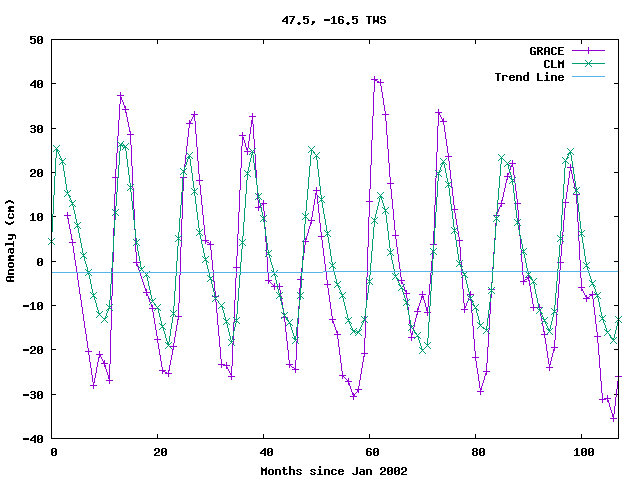 47.5, -16.5 TWS
GRACE
CLM
Trend Line
50
40
30
20
10
0
-10
-20
-30
-40
Anomaly (cm)
0 20 40 60 80 100
Months since Jan 2002